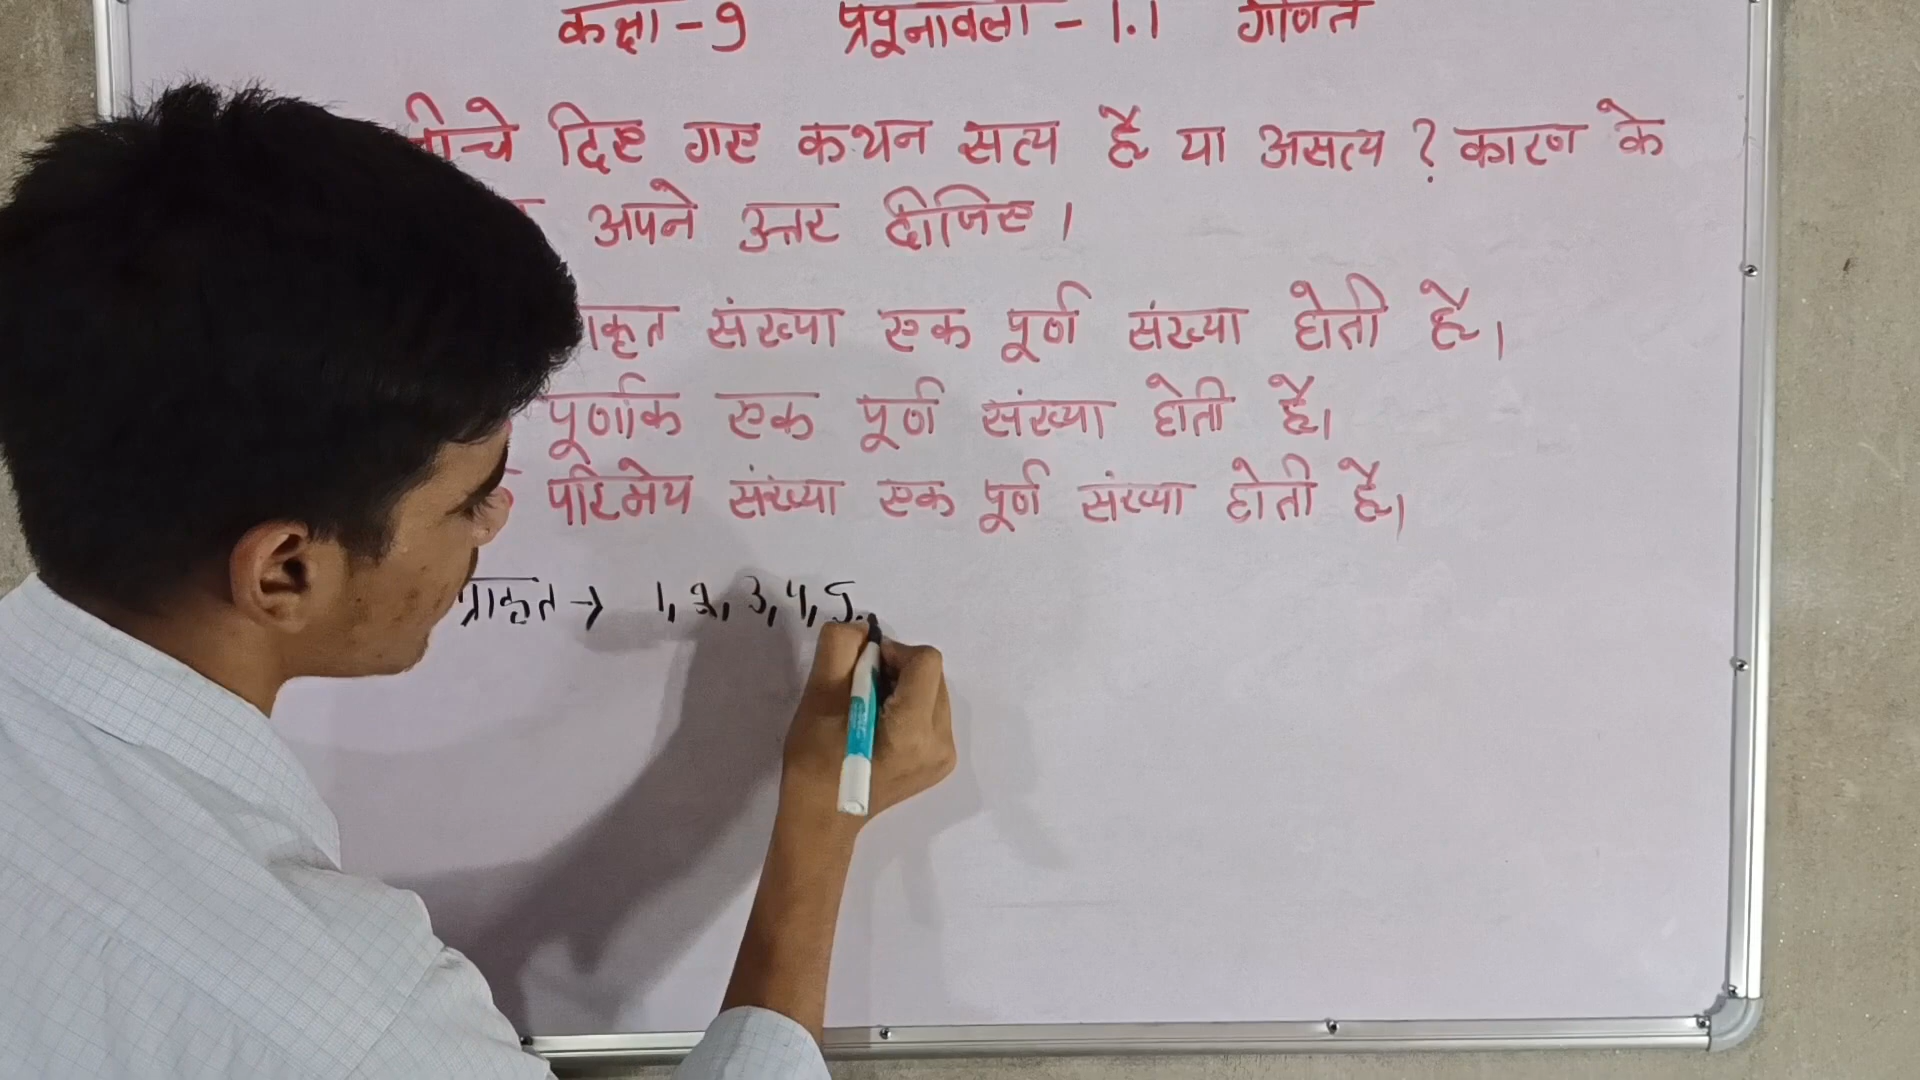 कक्षा - 9 प्रश्नावली - 1.1 गणित
नीचे दिए गए कथन सत्य है या असत्य ? कारण के
अपने उत्तर दीजिए।
संख्या एक पूर्ण संख्या होती है।
पूर्णांक एक पूर्ण संख्या होती है।
परिमेय संख्या एक पूर्ण संख्या होती है।
प्राकृत → 1, 2, 3, 4, 5..